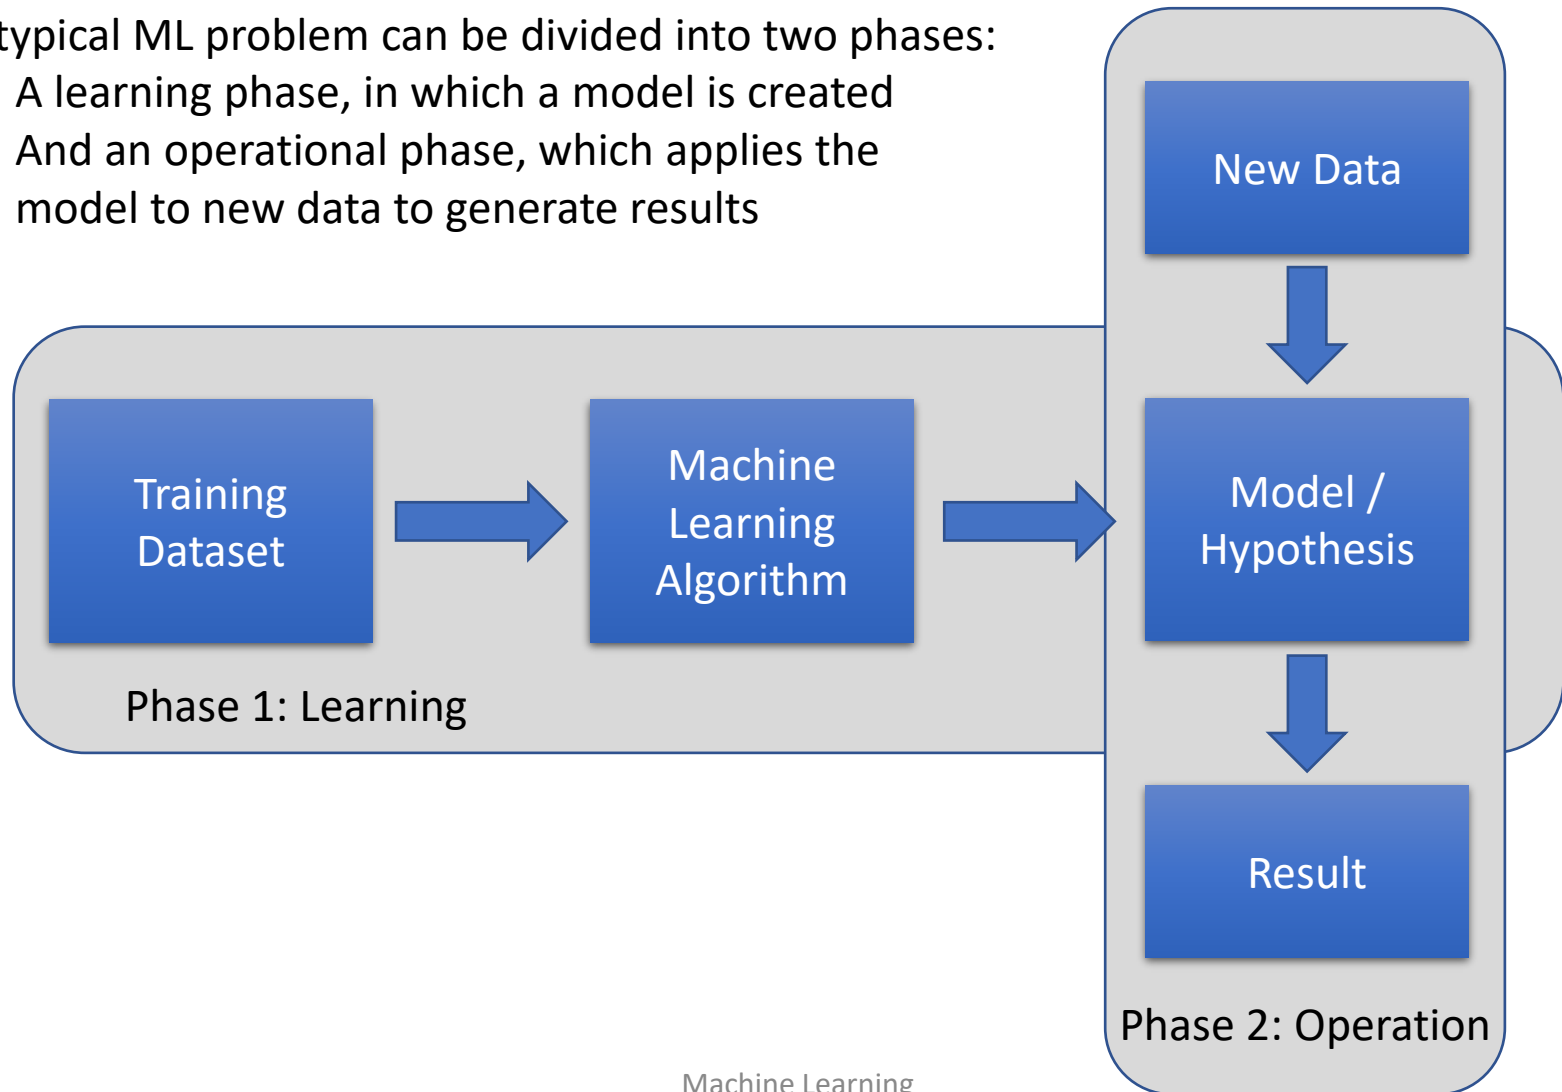 typical ML problem can be divided into two phases:
A learning phase, in which a model is created
And an operational phase, which applies the
model to new data to generate results
New Data
Training
Dataset
Machine
Learning
Algorithm
Model /
Hypothesis
Phase 1: Learning
Result
Phase 2: Operation
Machine Learning